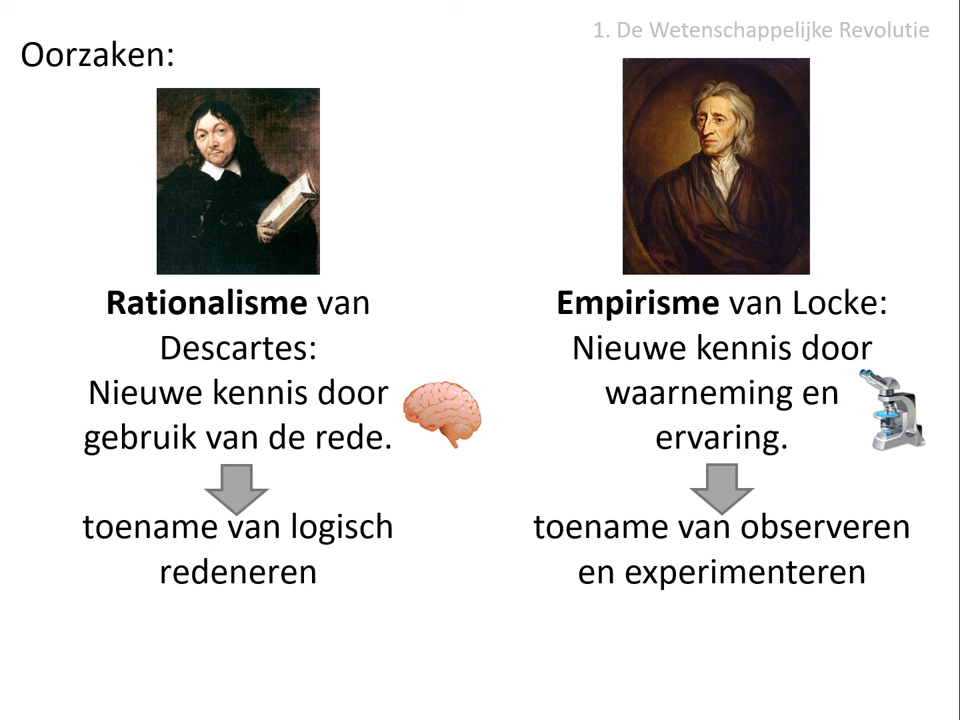 1. De Wetenschappelijke Revolutie
Oorzaken:
Rationalisme van
Descartes:
Nieuwe kennis door
gebruik van de rede.
toename van logisch
redeneren
Empirisme van Locke:
Nieuwe kennis door
waarneming en
ervaring.
toename van observeren
en experimenteren